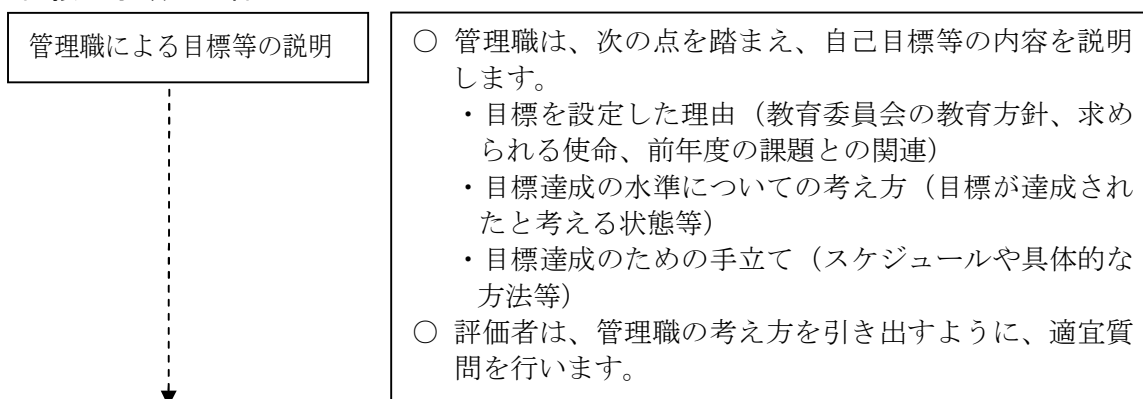 管理職による目標等の説明
○ 管理職は、次の点を踏まえ、自己目標等の内容を説明
します。
・目標を設定した理由（教育委員会の教育方針、求め
られる使命、前年度の課題との関連）
・目標達成の水準についての考え方（目標が達成され
たと考える状態等）
・目標達成のための手立て（スケジュールや具体的な
方法等）
○ 評価者は、管理職の考え方を引き出すように、適宜質
問を行います。